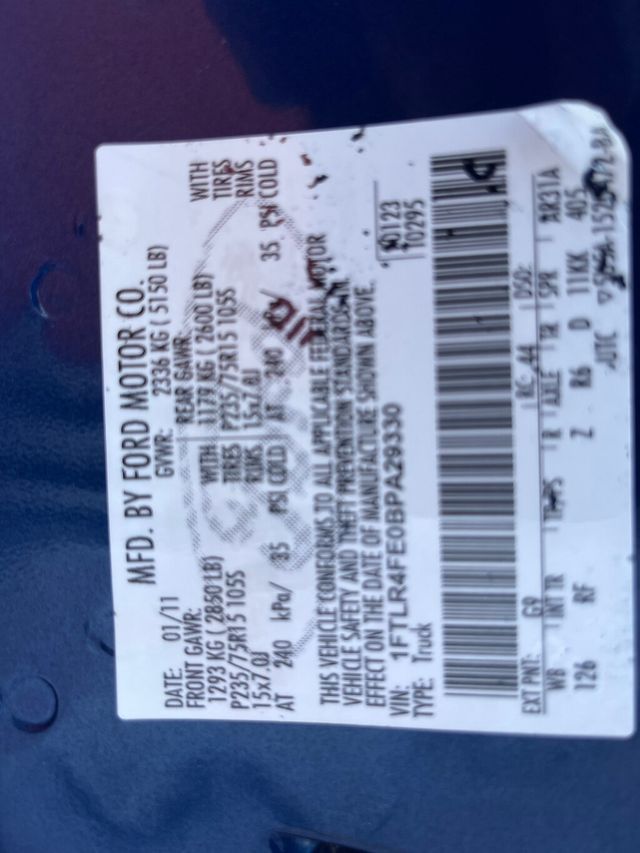 MFD. BY FORD MOTOR CO.
DATE: 01/11 GVWR: 2336 KG ( 5150 LB)
FRONT GAWR: REAR GAWR:
1293 KG ( 2850 LB) WITH 1179 KG ( 2600 LB) WITH
P235/75R15 105S TIRES P235/75R15 105S TIRES
15x7.0J RIMS 15x7.0J RIMS
AT 240 kPa/ 35 PSI COLD AT 240 / 35 PSI COLD
THIS VEHICLE CONFORMS TO ALL APPLICABLE FEDERAL MOTOR
VEHICLE SAFETY AND THEFT PREVENTION STANDARDS IN
EFFECT ON THE DATE OF MANUFACTURE SHOWN ABOVE.
VIN: 1FTLR4FE0BPA29330
TYPE: Truck 10295
EXT PNT: G9 RC: 44 DSO:
WB INT TR R AXLE TR SPR
126 RF Z R6 D 11KK 405
UTC